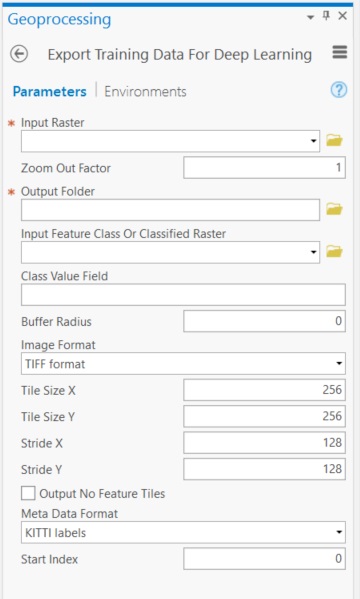 Geoprocessing
Export Training Data For Deep Learning
Parameters | Environments
?
* Input Raster
Zoom Out Factor 1
* Output Folder
Input Feature Class Or Classified Raster
Class Value Field
Buffer Radius 0
Image Format
TIFF format
Tile Size X 256
Tile Size Y 256
Stride X 128
Stride Y 128
Output No Feature Tiles
Meta Data Format
KITTI labels
Start Index 0